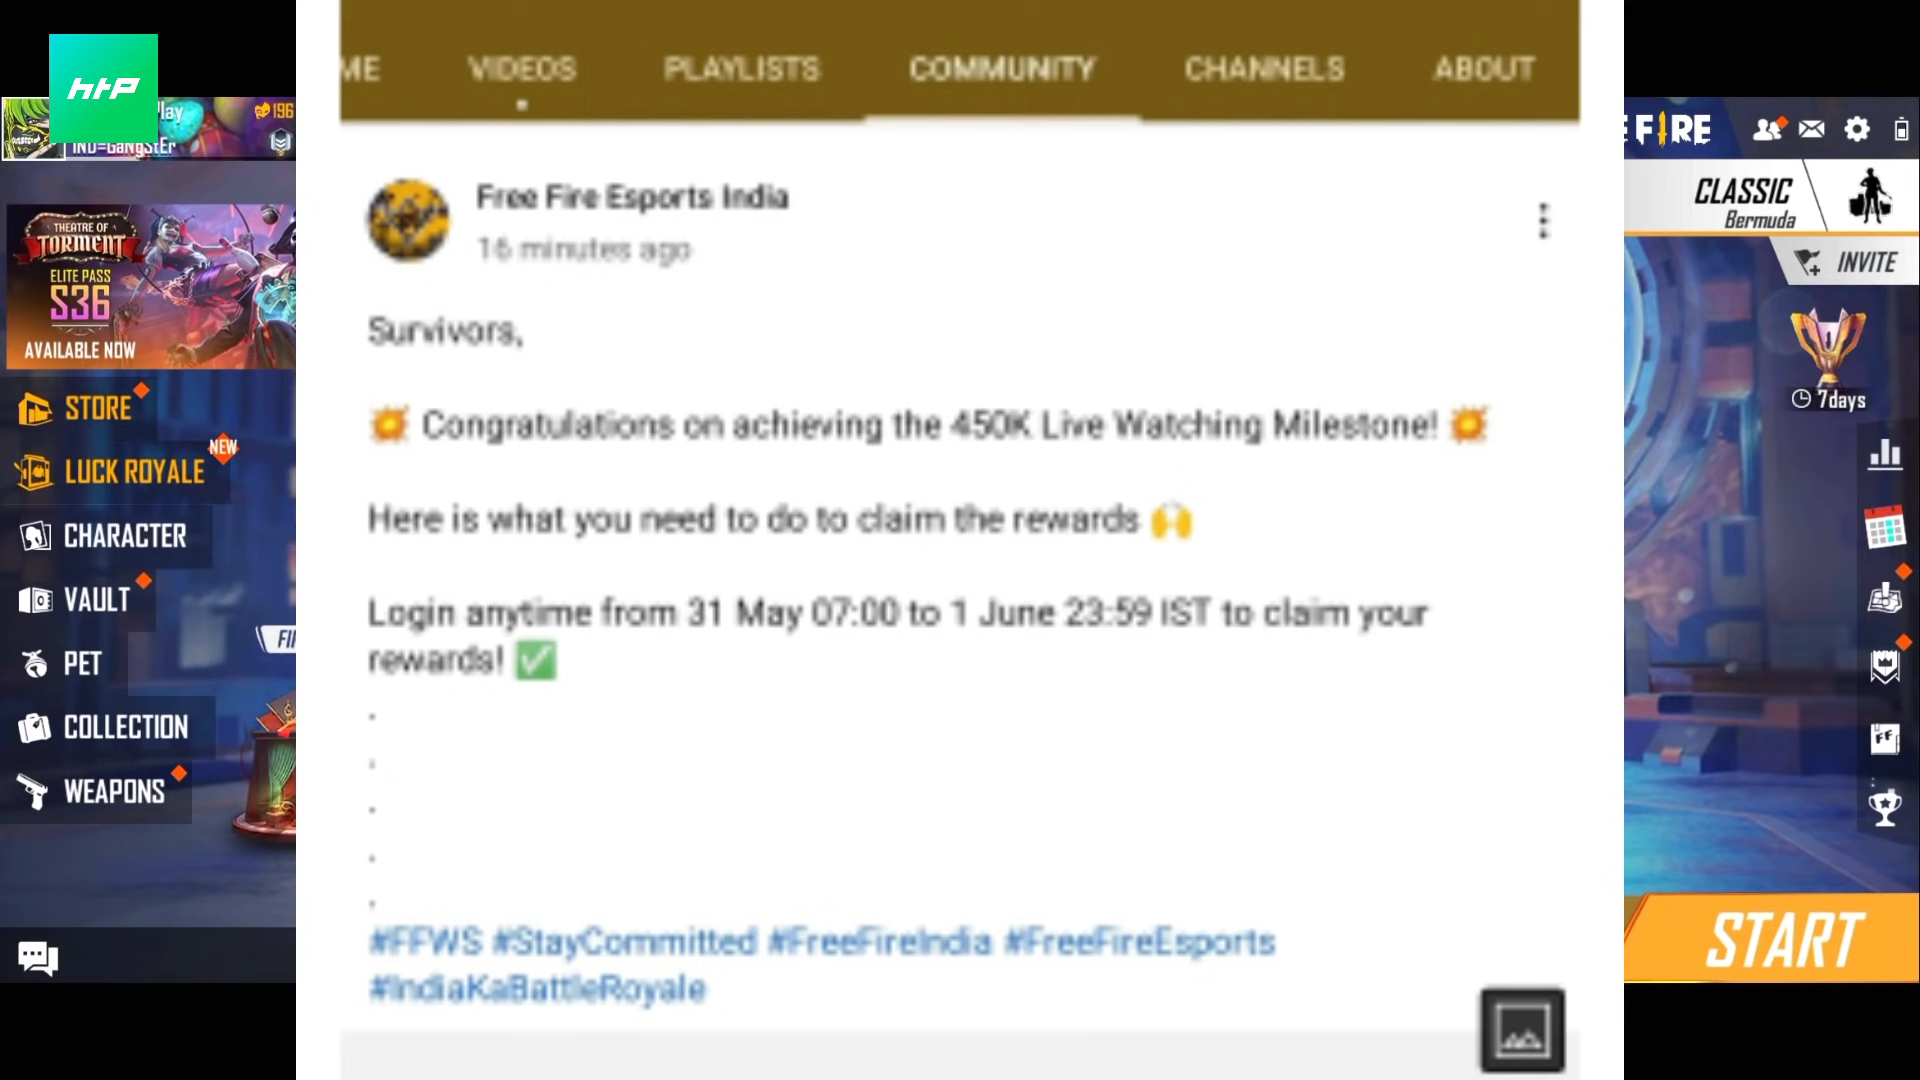 htP
lay
196
IND=GaNgStEr
THEATRE OF
TORMENT
ELITE PASS
S36
AVAILABLE NOW
STORE
NEW
LUCK ROYALE
CHARACTER
VAULT
PET
COLLECTION
WEAPONS
ME VIDEOS PLAYLISTS COMMUNITY CHANNELS ABOUT
Free Fire Esports India
16 minutes ago
Survivors,
💥 Congratulations on achieving the 450K Live Watching Milestone! 💥
Here is what you need to do to claim the rewards 🙌
Login anytime from 31 May 07:00 to 1 June 23:59 IST to claim your
rewards! ✅
.
.
.
.
.
#FFWS #StayCommitted #FreeFireIndia #FreeFireEsports
#IndiaKaBattleRoyale
FIRE
CLASSIC
Bermuda
INVITE
7days
FF
START